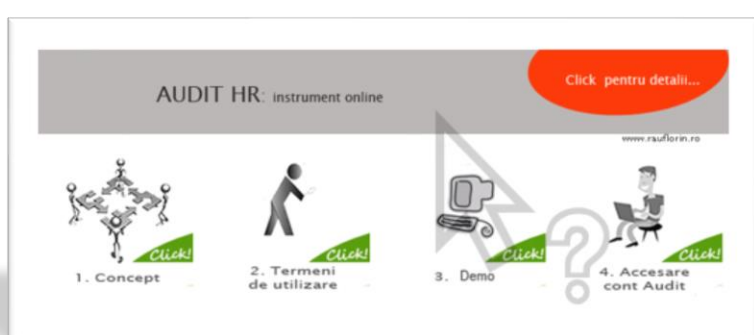 AUDIT HR: instrument online
Click pentru detalii...
www.rauflorin.ro
Click!
1. Concept
Click!
2. Termeni
de utilizare
Click!
3. Demo
Click!
4. Accesare
cont Audit
?